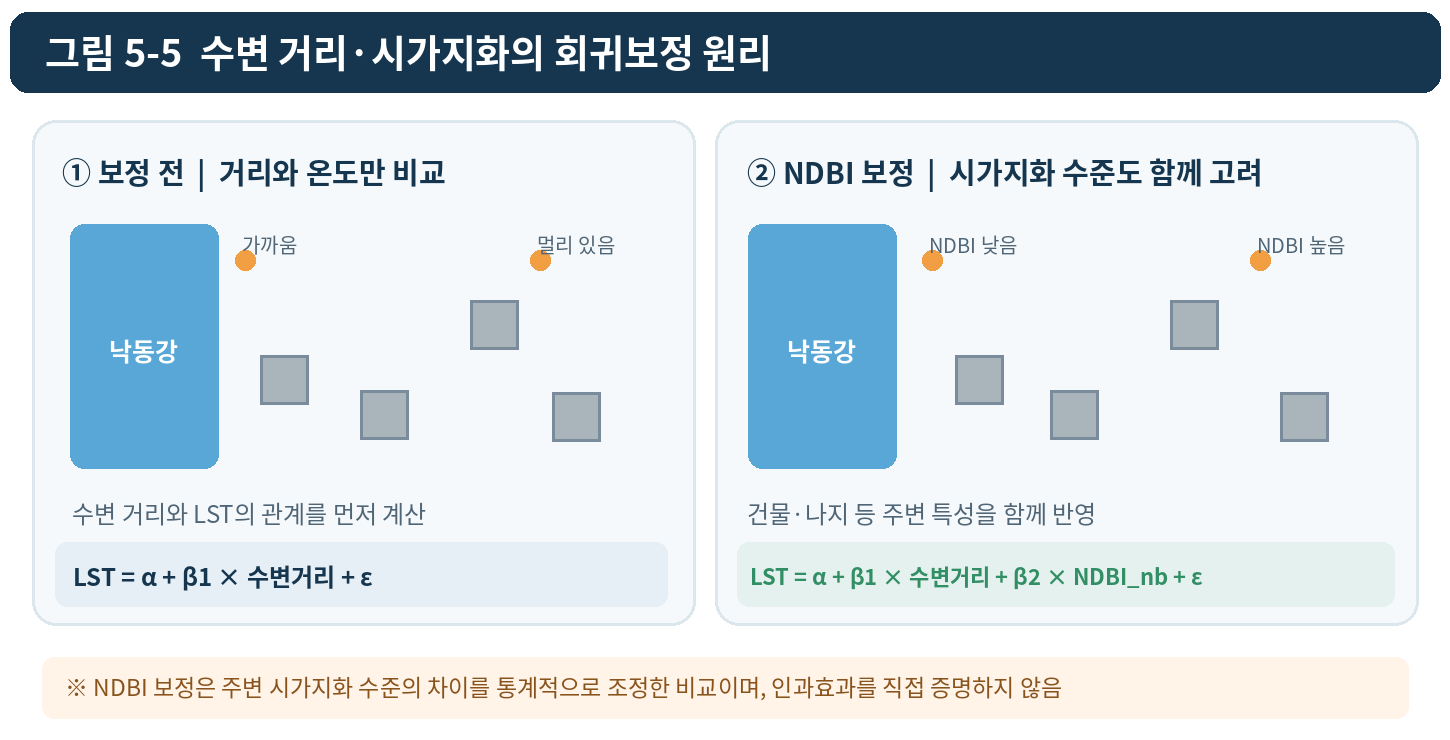 그림 5-5 수변 거리·시가지화의 회귀보정 원리
① 보정 전 | 거리와 온도만 비교
가까움
멀리 있음
낙동강
수변 거리와 LST의 관계를 먼저 계산
LST = α + β1 × 수변거리 + ε
② NDBI 보정 | 시가지화 수준도 함께 고려
NDBI 낮음
NDBI 높음
낙동강
건물·나지 등 주변 특성을 함께 반영
LST = α + β1 × 수변거리 + β2 × NDBI_nb + ε
※ NDBI 보정은 주변 시가지화 수준의 차이를 통계적으로 조정한 비교이며, 인과효과를 직접 증명하지 않음